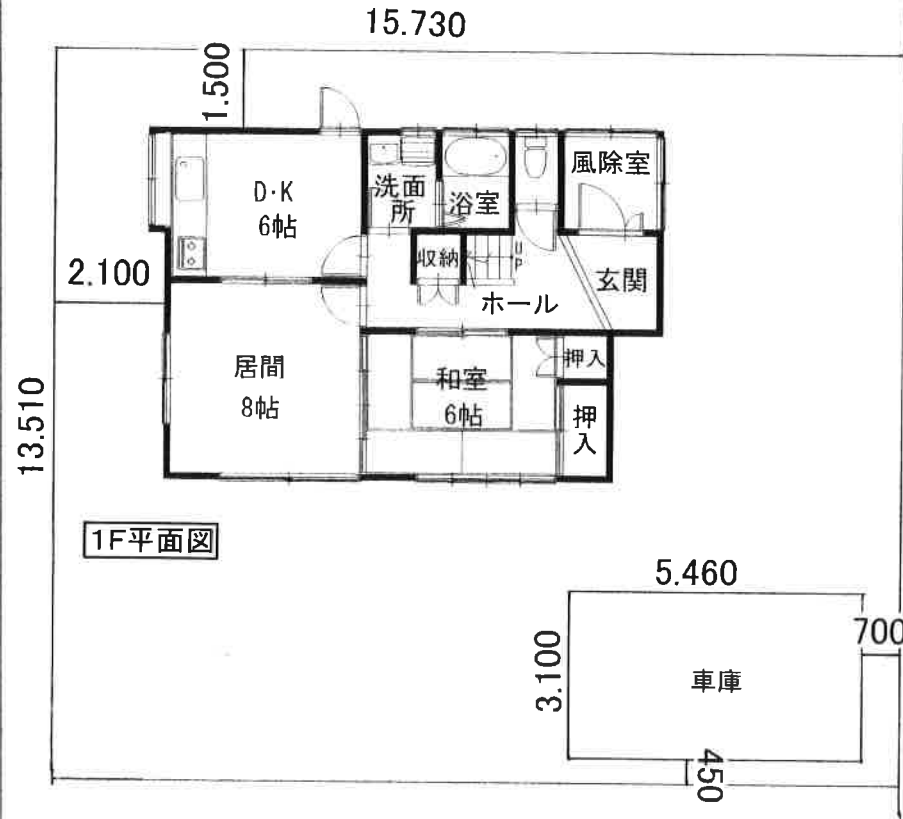 15.730
1.500
D·K
6帖
洗面
所
浴室
風除室
収納
UP
玄関
2.100
ホール
居間
8帖
和室
6帖
押入
押
入
13.510
1F平面図
5.460
700
3.100
車庫
450